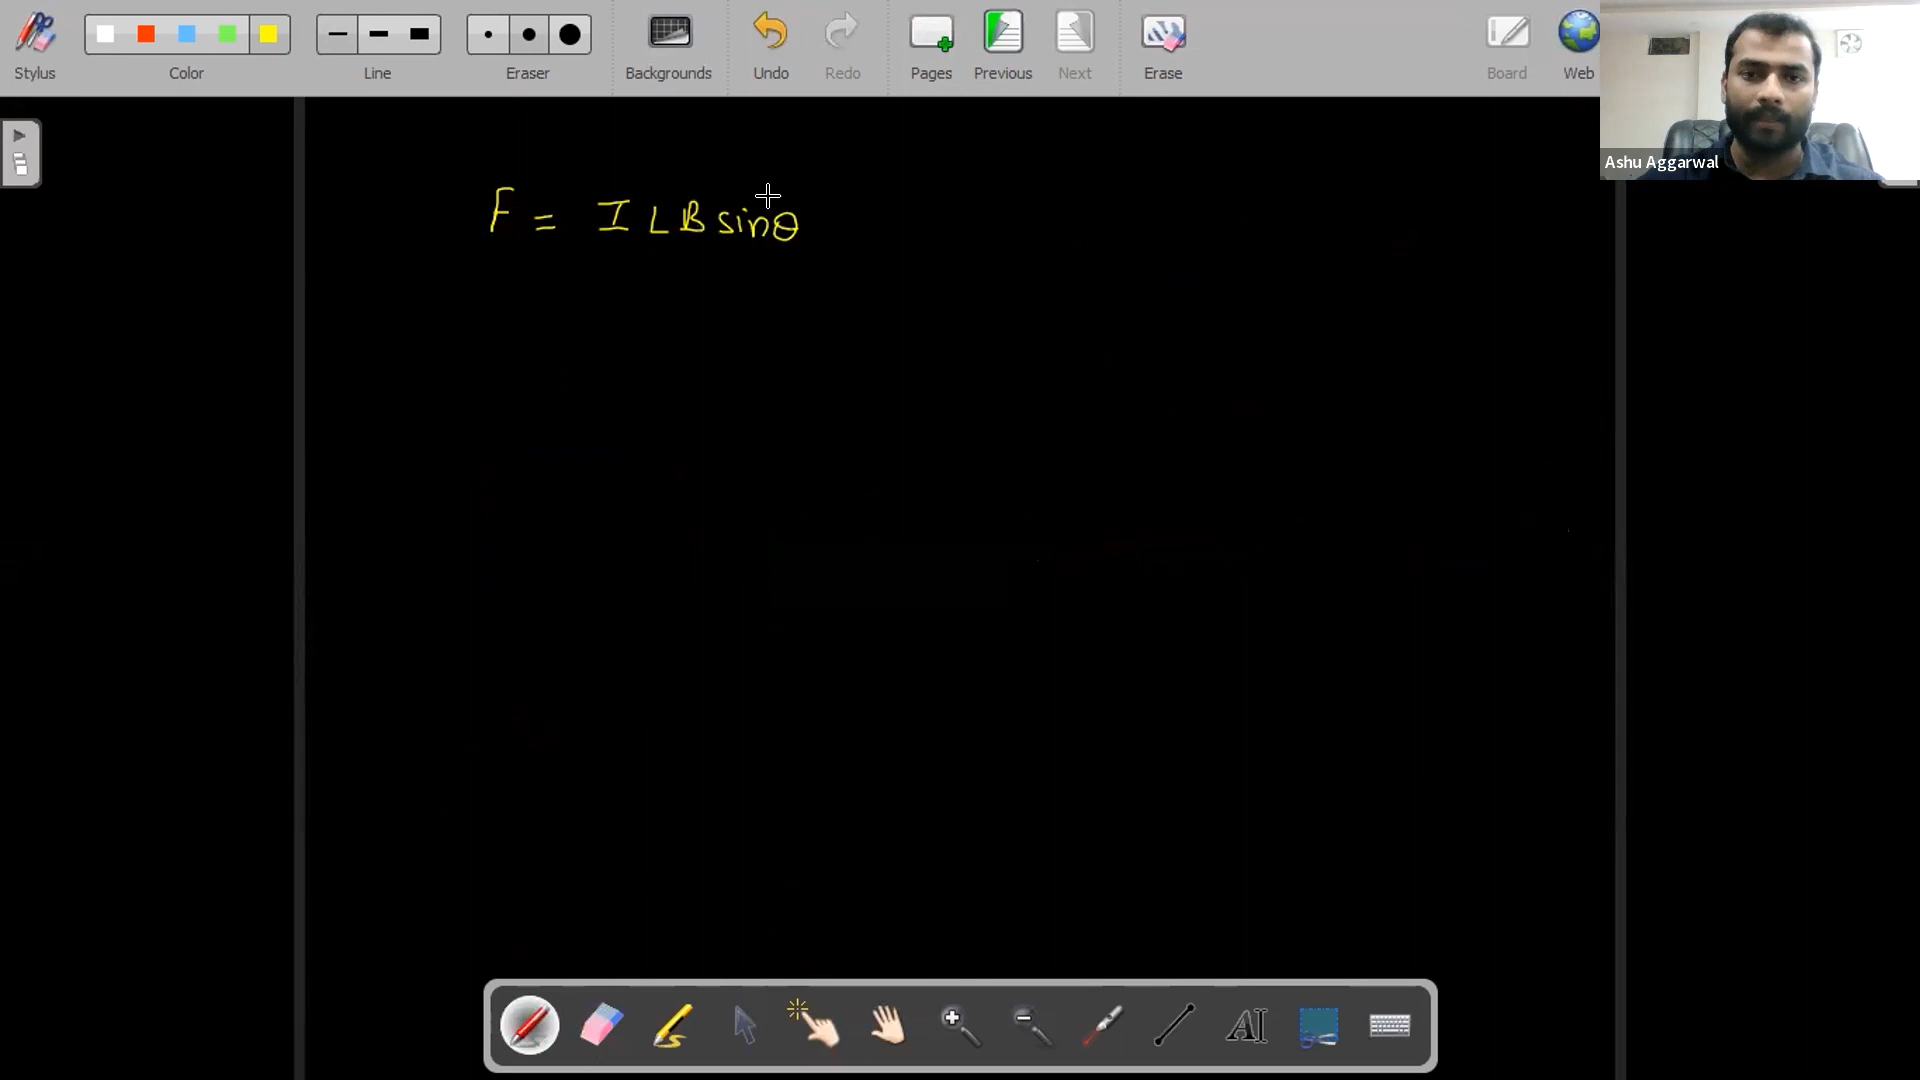 Stylus
Color
Line
Eraser
Backgrounds
Undo
Redo
Pages
Previous
Next
Erase
Board
Web
Ashu Aggarwal
F = I L B sinθ
AI